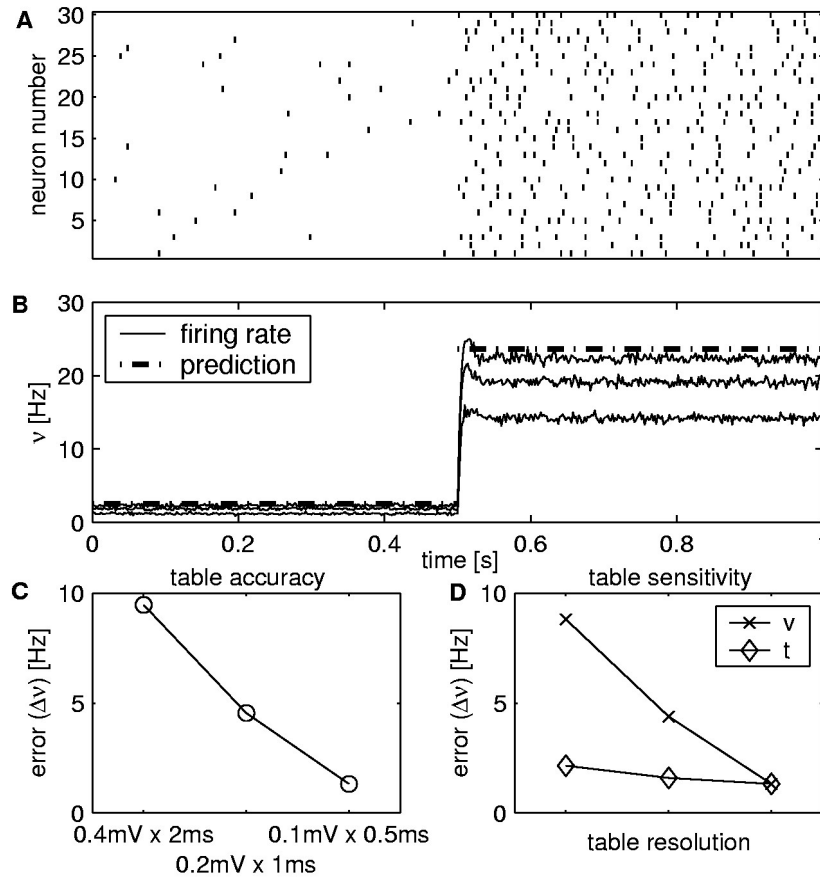 A
30
25
20
15
10
5
neuron number
B
30
20
10
0
ν [Hz]
firing rate
prediction
0 0.2 0.4 0.6 0.8 1
time [s]
table accuracy
table sensitivity
C
10
5
0
error (Δν) [Hz]
0.4mV x 2ms
0.2mV x 1ms
0.1mV x 0.5ms
D
10
5
0
error (Δν) [Hz]
v
t
table resolution